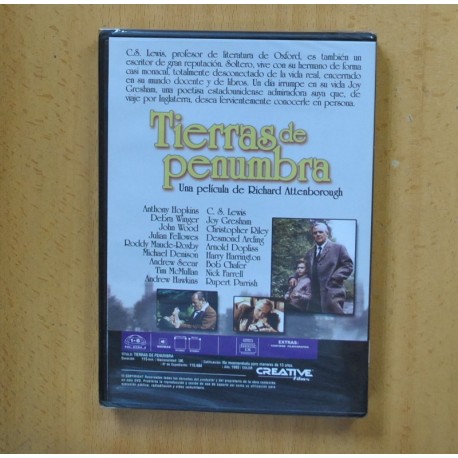 C.S. Lewis, profesor de literatura de Oxford, es también un
escritor de gran reputación. Soltero, vive con su hermano de forma
casi monacal, totalmente desconectado de la vida real, encerrado
en su mundo docente y de libros. Un día irrumpe en su vida Joy
Gresham, una poetisa estadounidense admiradora suya que, de
viaje por Inglaterra, desea fervientemente conocerle en persona.
Tierras de
penumbra
Una película de Richard Attenborough
Anthony Hopkins C. S. Lewis
Debra Winger Joy Gresham
John Wood Christopher Riley
Julian Fellowes Desmond Arding
Roddy Maude-Roxby Arnold Dopliss
Michael Denison Harry Harrington
Andrew Seear Bob Chafer
Tim McMullan Nick Farrell
Andrew Hawkins Rupert Parrish
EXTRAS:
TÍTULO: TIERRAS DE PENUMBRA
CREATIVE
Films